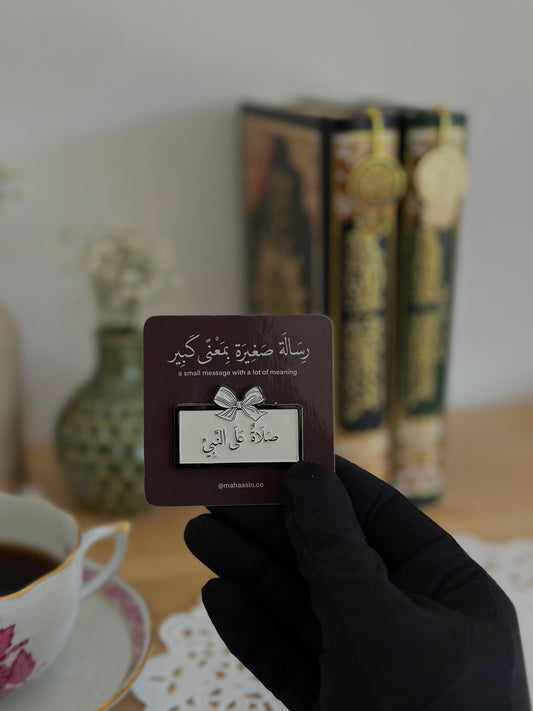 رِسَالَة صَغِيرَة بِمَعْنًى كَبِير
a small message with a lot of meaning
صَلَاةٌ عَلَى النَّبِيِّ
@mahaasin.co